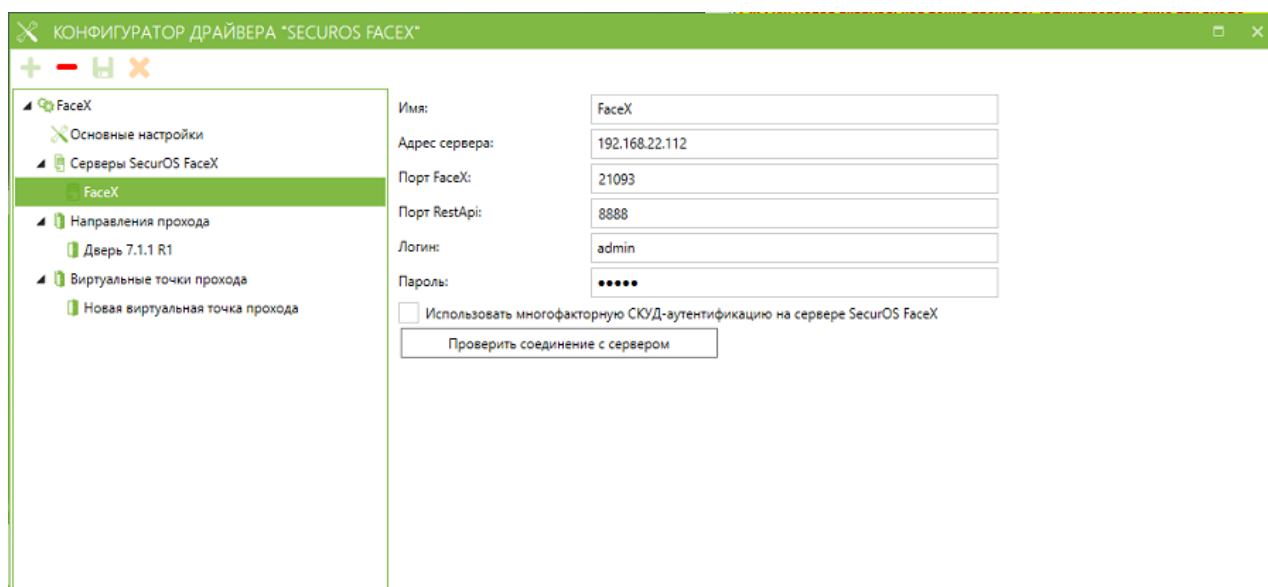 КОНФИГУРАТОР ДРАЙВЕРА "SECUROS FACEX"
FaceX
Основные настройки
Серверы SecurOS FaceX
FaceX
Направления прохода
Дверь 7.1.1 R1
Виртуальные точки прохода
Новая виртуальная точка прохода
Имя: FaceX
Адрес сервера: 192.168.22.112
Порт FaceX: 21093
Порт RestApi: 8888
Логин: admin
Пароль: •••••
Использовать многофакторную СКУД-аутентификацию на сервере SecurOS FaceX
Проверить соединение с сервером